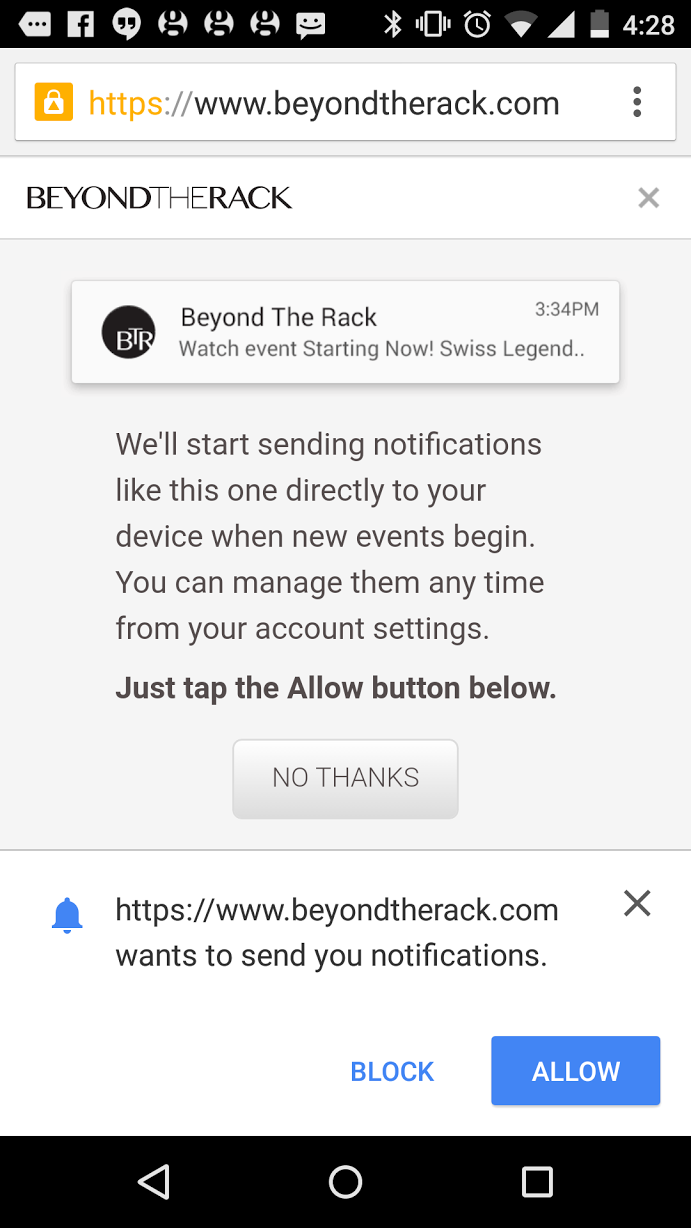 4:28
https://www.beyondtherack.com
BEYONDTHERACK
BTR
Beyond The Rack
3:34PM
Watch event Starting Now! Swiss Legend..
We'll start sending notifications
like this one directly to your
device when new events begin.
You can manage them any time
from your account settings.
Just tap the Allow button below.
NO THANKS
https://www.beyondtherack.com
wants to send you notifications.
BLOCK
ALLOW